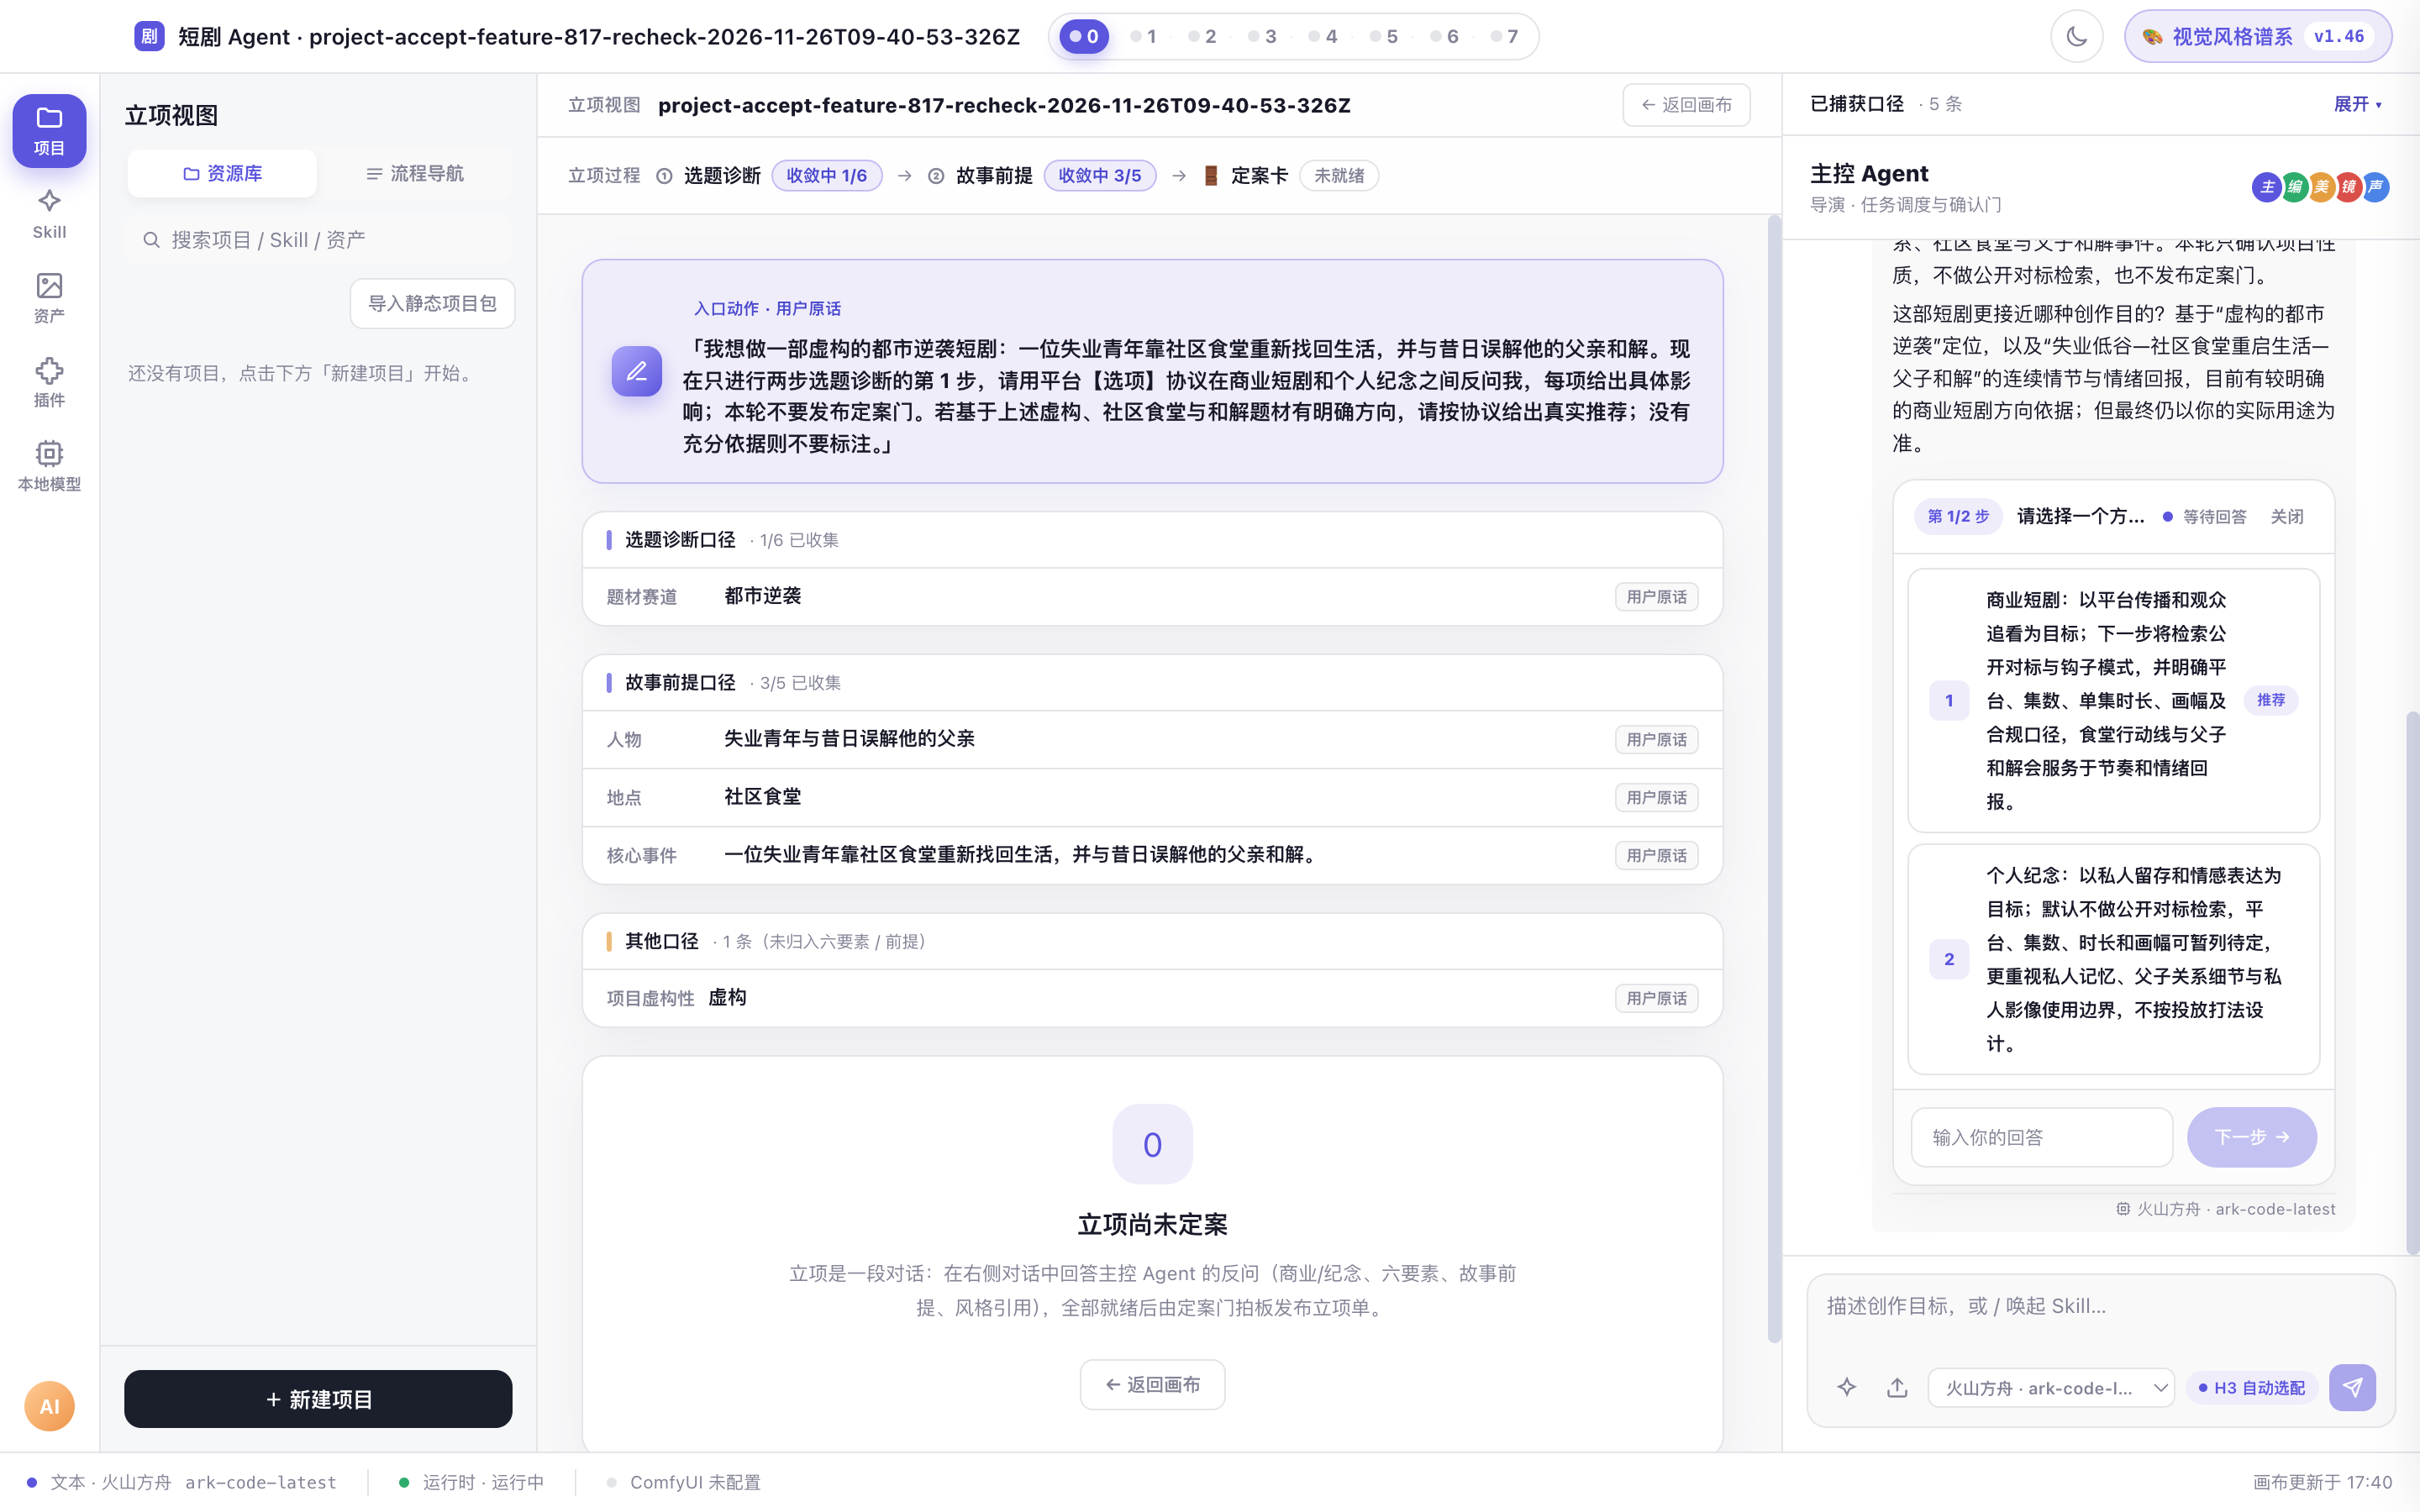 剧 短剧 Agent · project-accept-feature-817-recheck-2026-11-26T09-40-53-326Z
0 · 1 · 2 · 3 · 4 · 5 · 6 · 7
视觉风格谱系 v1.46
项目
Skill
资产
插件
本地模型
AI
立项视图
资源库
流程导航
搜索项目 / Skill / 资产
导入静态项目包
还没有项目，点击下方「新建项目」开始。
+ 新建项目
立项视图 project-accept-feature-817-recheck-2026-11-26T09-40-53-326Z
← 返回画布
立项过程 ① 选题诊断 收敛中 1/6 → ② 故事前提 收敛中 3/5 → 定案卡 未就绪
入口动作 · 用户原话
「我想做一部虚构的都市逆袭短剧：一位失业青年靠社区食堂重新找回生活，并与昔日误解他的父亲和解。现
在只进行两步选题诊断的第 1 步，请用平台【选项】协议在商业短剧和个人纪念之间反问我，每项给出具体影
响；本轮不要发布定案门。若基于上述虚构、社区食堂与和解题材有明确方向，请按协议给出真实推荐；没有
充分依据则不要标注。」
选题诊断口径 · 1/6 已收集
题材赛道 都市逆袭 用户原话
故事前提口径 · 3/5 已收集
人物 失业青年与昔日误解他的父亲 用户原话
地点 社区食堂 用户原话
核心事件 一位失业青年靠社区食堂重新找回生活，并与昔日误解他的父亲和解。 用户原话
其他口径 · 1 条（未归入六要素 / 前提）
项目虚构性 虚构 用户原话
0
立项尚未定案
立项是一段对话：在右侧对话中回答主控 Agent 的反问（商业/纪念、六要素、故事前
提、风格引用），全部就绪后由定案门拍板发布立项单。
← 返回画布
已捕获口径 · 5 条
展开 ▾
主控 Agent
导演 · 任务调度与确认门
主 编 美 镜 声
系、社区食堂与父子和解事件。本轮只确认项目性
质，不做公开对标检索，也不发布定案门。
这部短剧更接近哪种创作目的？基于“虚构的都市
逆袭”定位，以及“失业低谷—社区食堂重启生活—
父子和解”的连续情节与情绪回报，目前有较明确
的商业短剧方向依据；但最终仍以你的实际用途为
准。
第 1/2 步 请选择一个方... 等待回答 关闭
1
商业短剧：以平台传播和观众
追看为目标；下一步将检索公
开对标与钩子模式，并明确平
台、集数、单集时长、画幅及
合规口径，食堂行动线与父子
和解会服务于节奏和情绪回
报。
推荐
2
个人纪念：以私人留存和情感表达为
目标；默认不做公开对标检索，平
台、集数、时长和画幅可暂列待定，
更重视私人记忆、父子关系细节与私
人影像使用边界，不按投放打法设
计。
输入你的回答
下一步 →
火山方舟 · ark-code-latest
描述创作目标，或 / 唤起 Skill...
火山方舟 · ark-code-l...
H3 自动选配
文本 · 火山方舟 ark-code-latest
运行时 · 运行中
ComfyUI 未配置
画布更新于 17:40